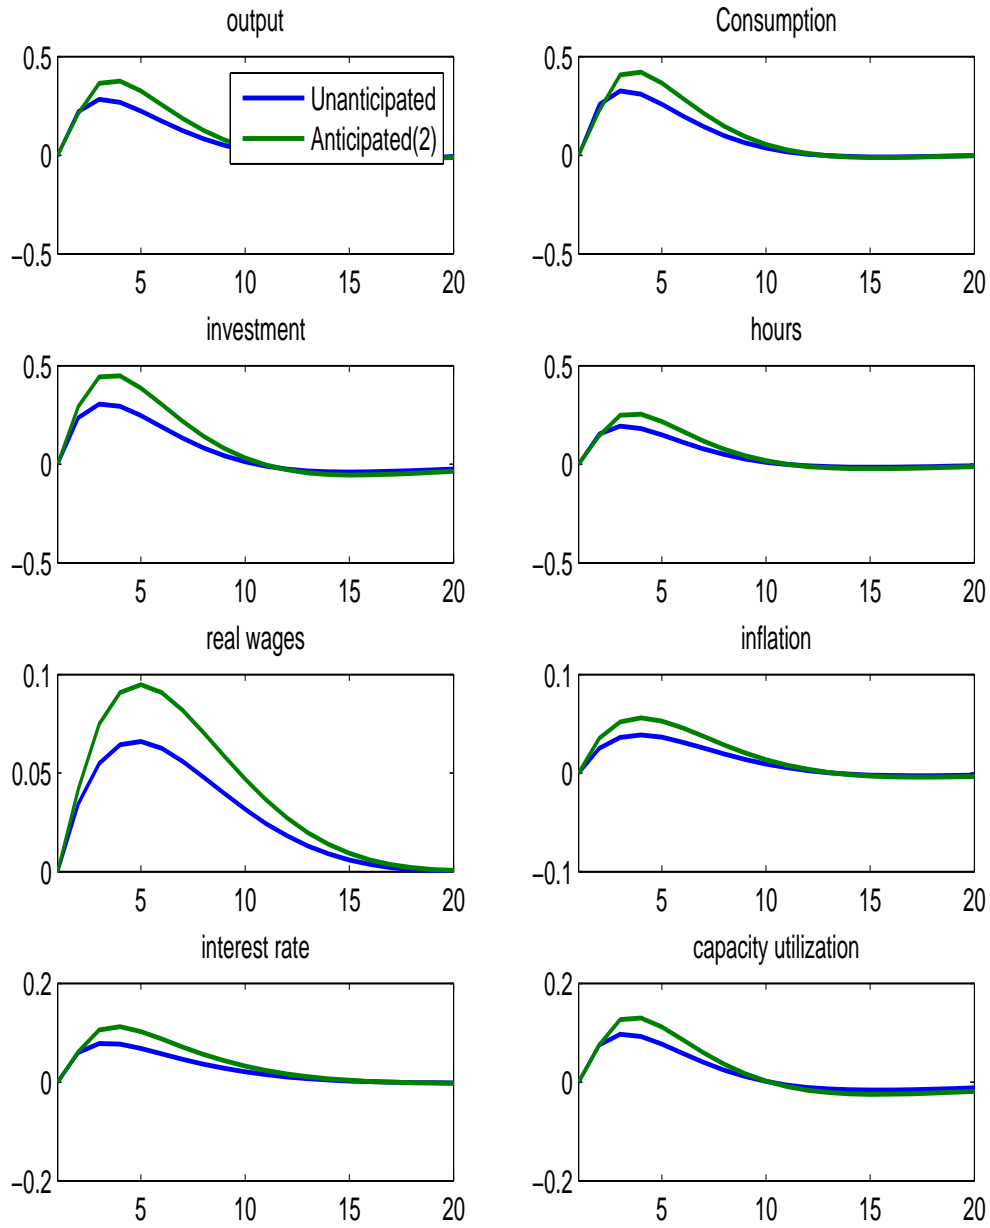 output
0.5
0
−0.5
5 10 15 20
Unanticipated
Anticipated(2)
Consumption
0.5
0
−0.5
5 10 15 20
investment
0.5
0
−0.5
5 10 15 20
hours
0.5
0
−0.5
5 10 15 20
real wages
0.1
0.05
0
5 10 15 20
inflation
0.1
0
−0.1
5 10 15 20
interest rate
0.2
0
−0.2
5 10 15 20
capacity utilization
0.2
0
−0.2
5 10 15 20